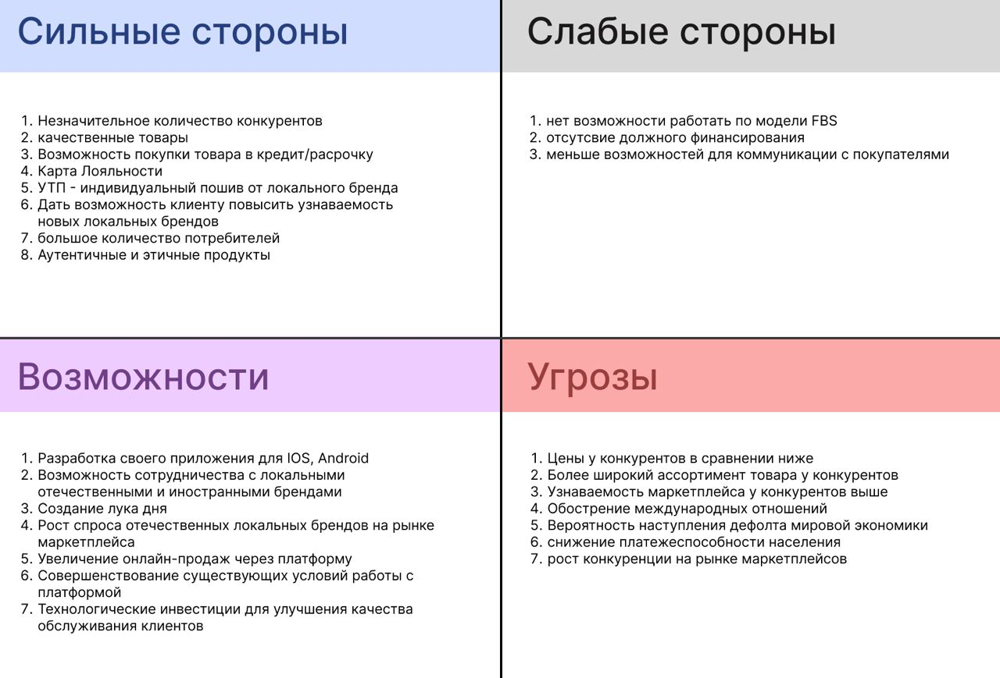 Сильные стороны
1. Незначительное количество конкурентов
2. качественные товары
3. Возможность покупки товара в кредит/расрочку
4. Карта Лояльности
5. УТП - индивидуальный пошив от локального бренда
6. Дать возможность клиенту повысить узнаваемость
новых локальных брендов
7. большое количество потребителей
8. Аутентичные и этичные продукты
Слабые стороны
1. нет возможности работать по модели FBS
2. отсутсвие должного финансирования
3. меньше возможностей для коммуникации с покупателями
Возможности
1. Разработка своего приложения для IOS, Android
2. Возможность сотрудничества с локальными
отечественными и иностранными брендами
3. Создание лука дня
4. Рост спроса отечественных локальных брендов на рынке
маркетплейса
5. Увеличение онлайн-продаж через платформу
6. Совершенствование существующих условий работы с
платформой
7. Технологические инвестиции для улучшения качества
обслуживания клиентов
Угрозы
1. Цены у конкурентов в сравнении ниже
2. Более широкий ассортимент товара у конкурентов
3. Узнаваемость маркетплейса у конкурентов выше
4. Обострение международных отношений
5. Вероятность наступления дефолта мировой экономики
6. снижение платежеспособности населения
7. рост конкуренции на рынке маркетплейсов